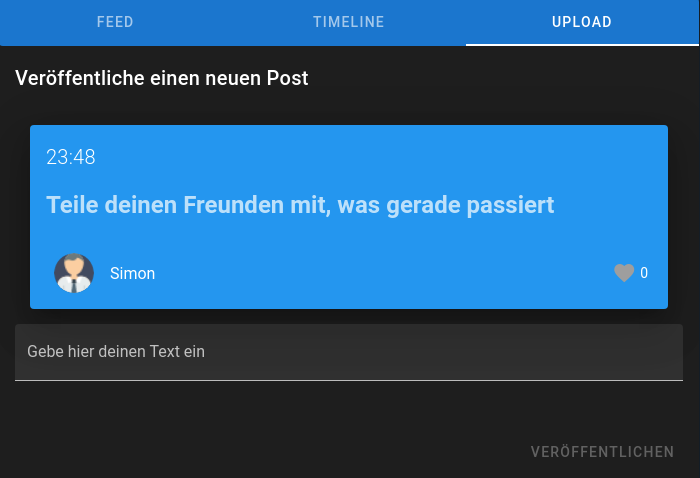 FEED TIMELINE UPLOAD
Veröffentliche einen neuen Post
23:48
Teile deinen Freunden mit, was gerade passiert
Simon 0
Gebe hier deinen Text ein
VERÖFFENTLICHEN